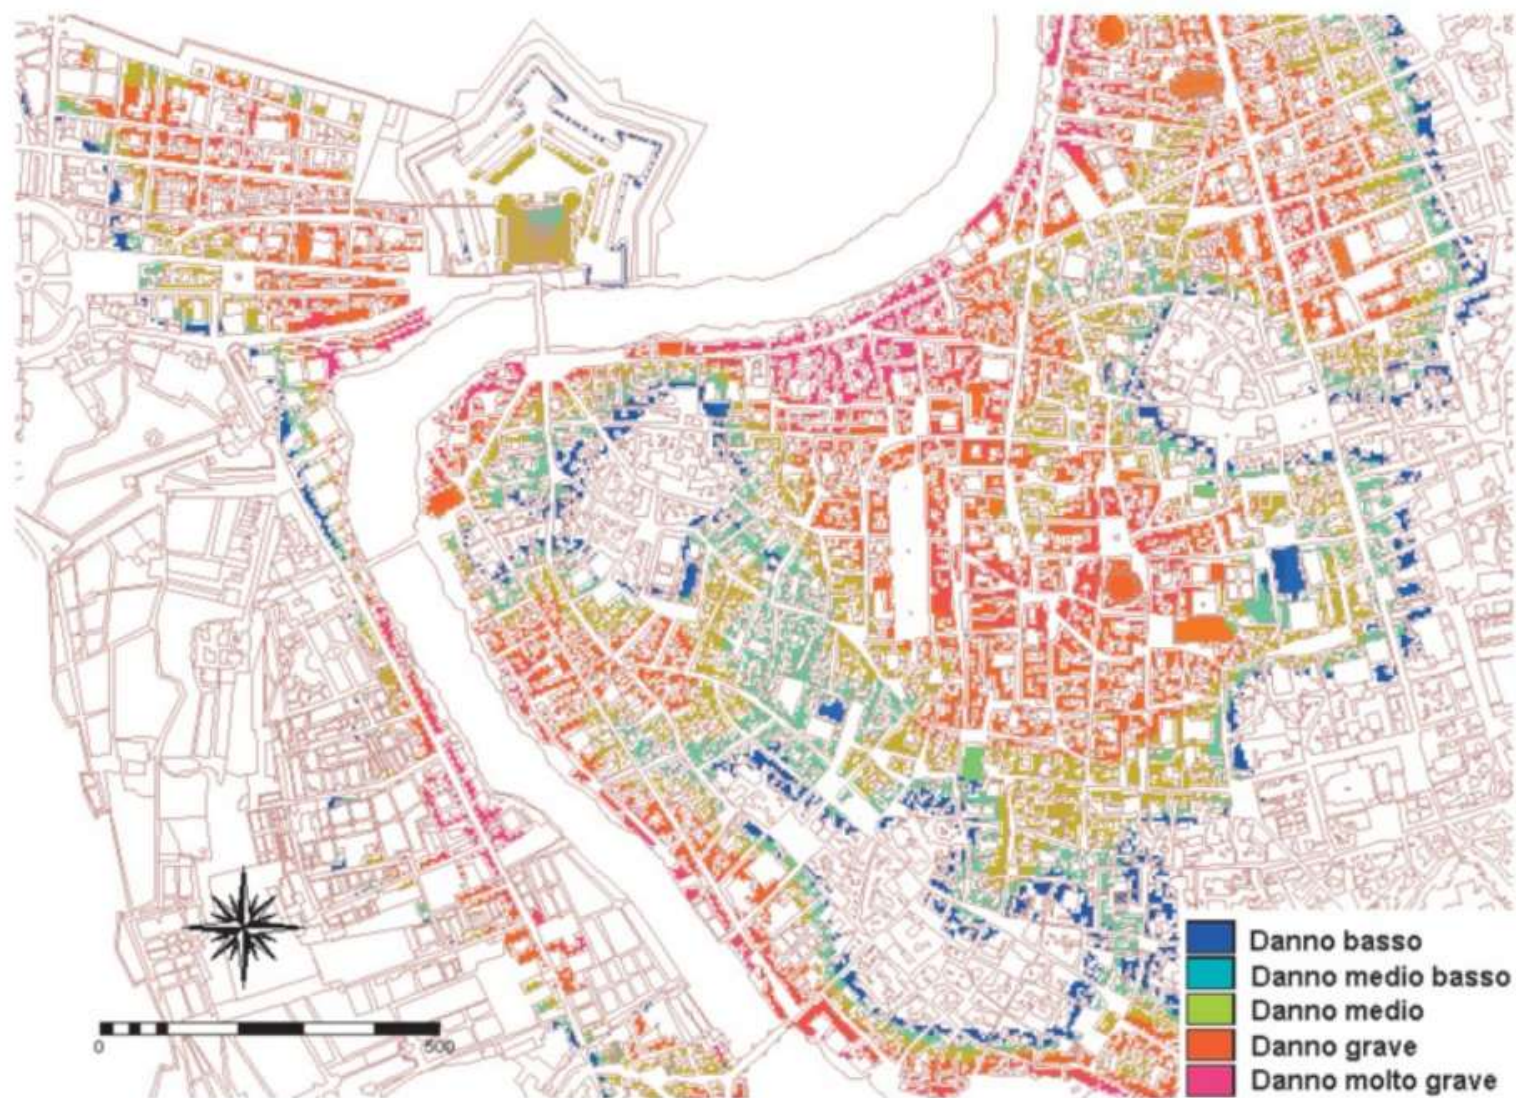 0 500
Danno basso
Danno medio basso
Danno medio
Danno grave
Danno molto grave